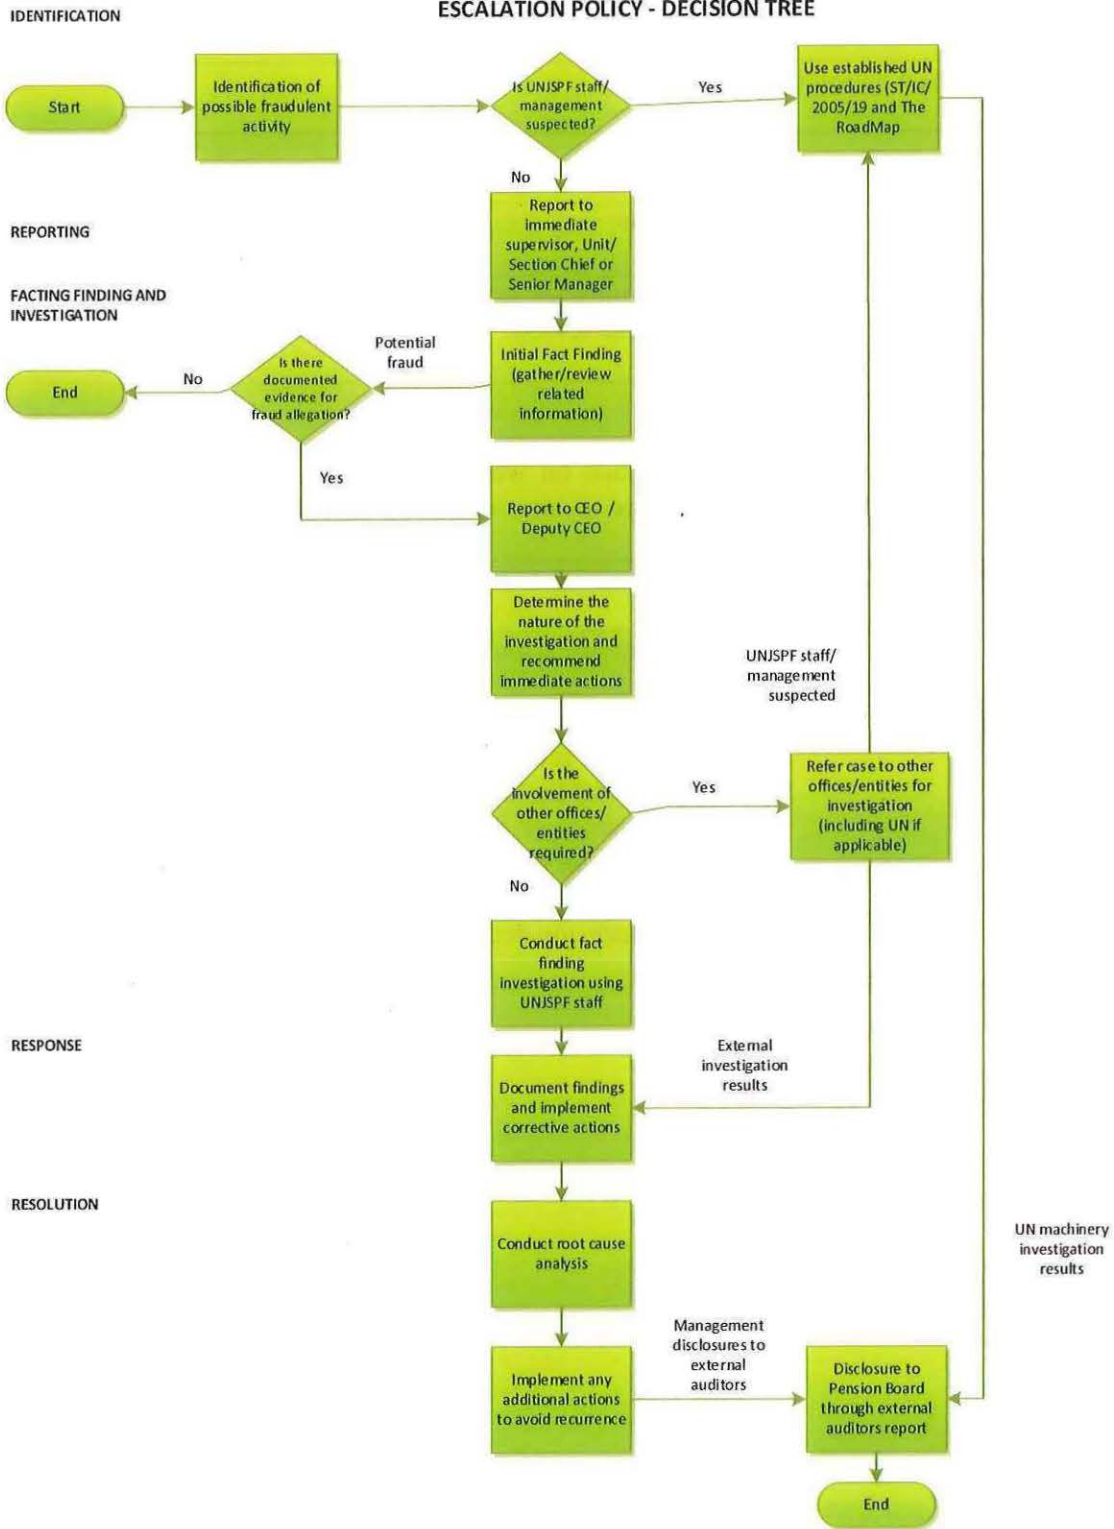 ESCALATION POLICY - DECISION TREE
IDENTIFICATION
Start
Identification of
possible fraudulent
activity
Is UNJSPF staff/
management
suspected?
Yes
Use established UN
procedures (ST/IC/
2005/19 and The
RoadMap
No
REPORTING
Report to
immediate
supervisor, Unit/
Section Chief or
Senior Manager
FACTING FINDING AND
INVESTIGATION
Initial Fact Finding
(gather/review
related
information)
Potential
fraud
Is there
documented
evidence for
fraud allegation?
No
End
Yes
Report to CEO /
Deputy CEO
Determine the
nature of the
investigation and
recommend
immediate actions
UNJSPF staff/
management
suspected
Is the
involvement of
other offices/
entities
required?
Yes
Refer case to other
offices/entities for
investigation
(including UN if
applicable)
No
Conduct fact
finding
investigation using
UNJSPF staff
RESPONSE
External
investigation
results
Document findings
and implement
corrective actions
RESOLUTION
Conduct root cause
analysis
UN machinery
investigation
results
Implement any
additional actions
to avoid recurrence
Management
disclosures to
external
auditors
Disclosure to
Pension Board
through external
auditors report
End